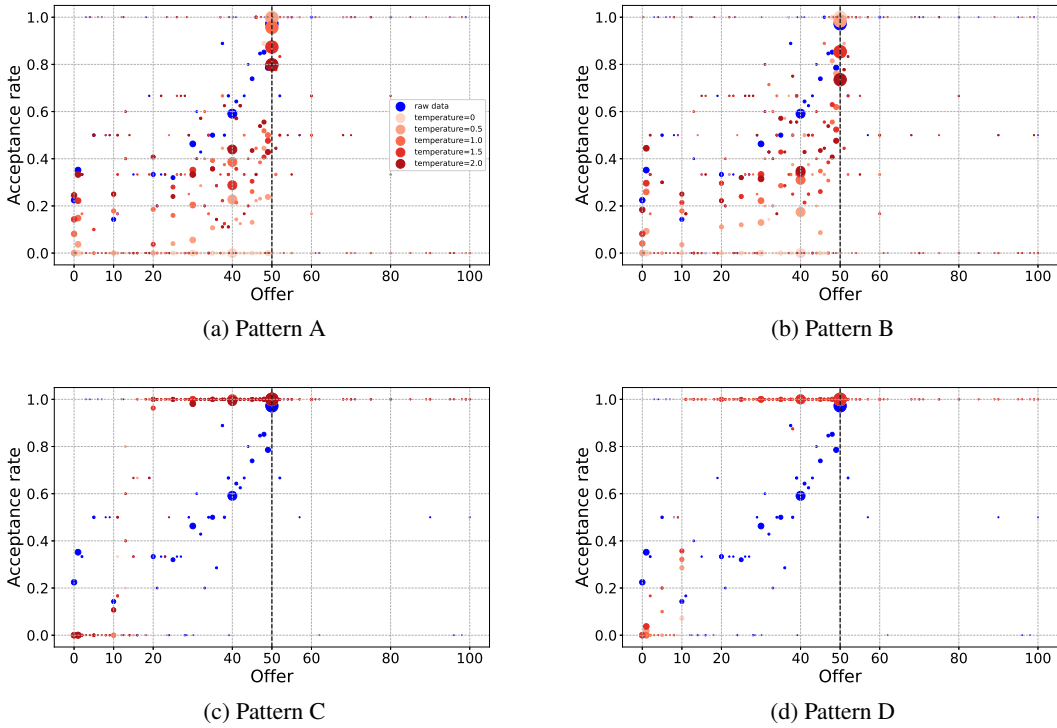 1.0
0.8
0.6
0.4
0.2
0.0
Acceptance rate
0 10 20 30 40 50 60 80 100
Offer
raw data
temperature=0
temperature=0.5
temperature=1.0
temperature=1.5
temperature=2.0
(a) Pattern A
1.0
0.8
0.6
0.4
0.2
0.0
Acceptance rate
0 10 20 30 40 50 60 80 100
Offer
(b) Pattern B
1.0
0.8
0.6
0.4
0.2
0.0
Acceptance rate
0 10 20 30 40 50 60 80 100
Offer
(c) Pattern C
1.0
0.8
0.6
0.4
0.2
0.0
Acceptance rate
0 10 20 30 40 50 60 80 100
Offer
(d) Pattern D